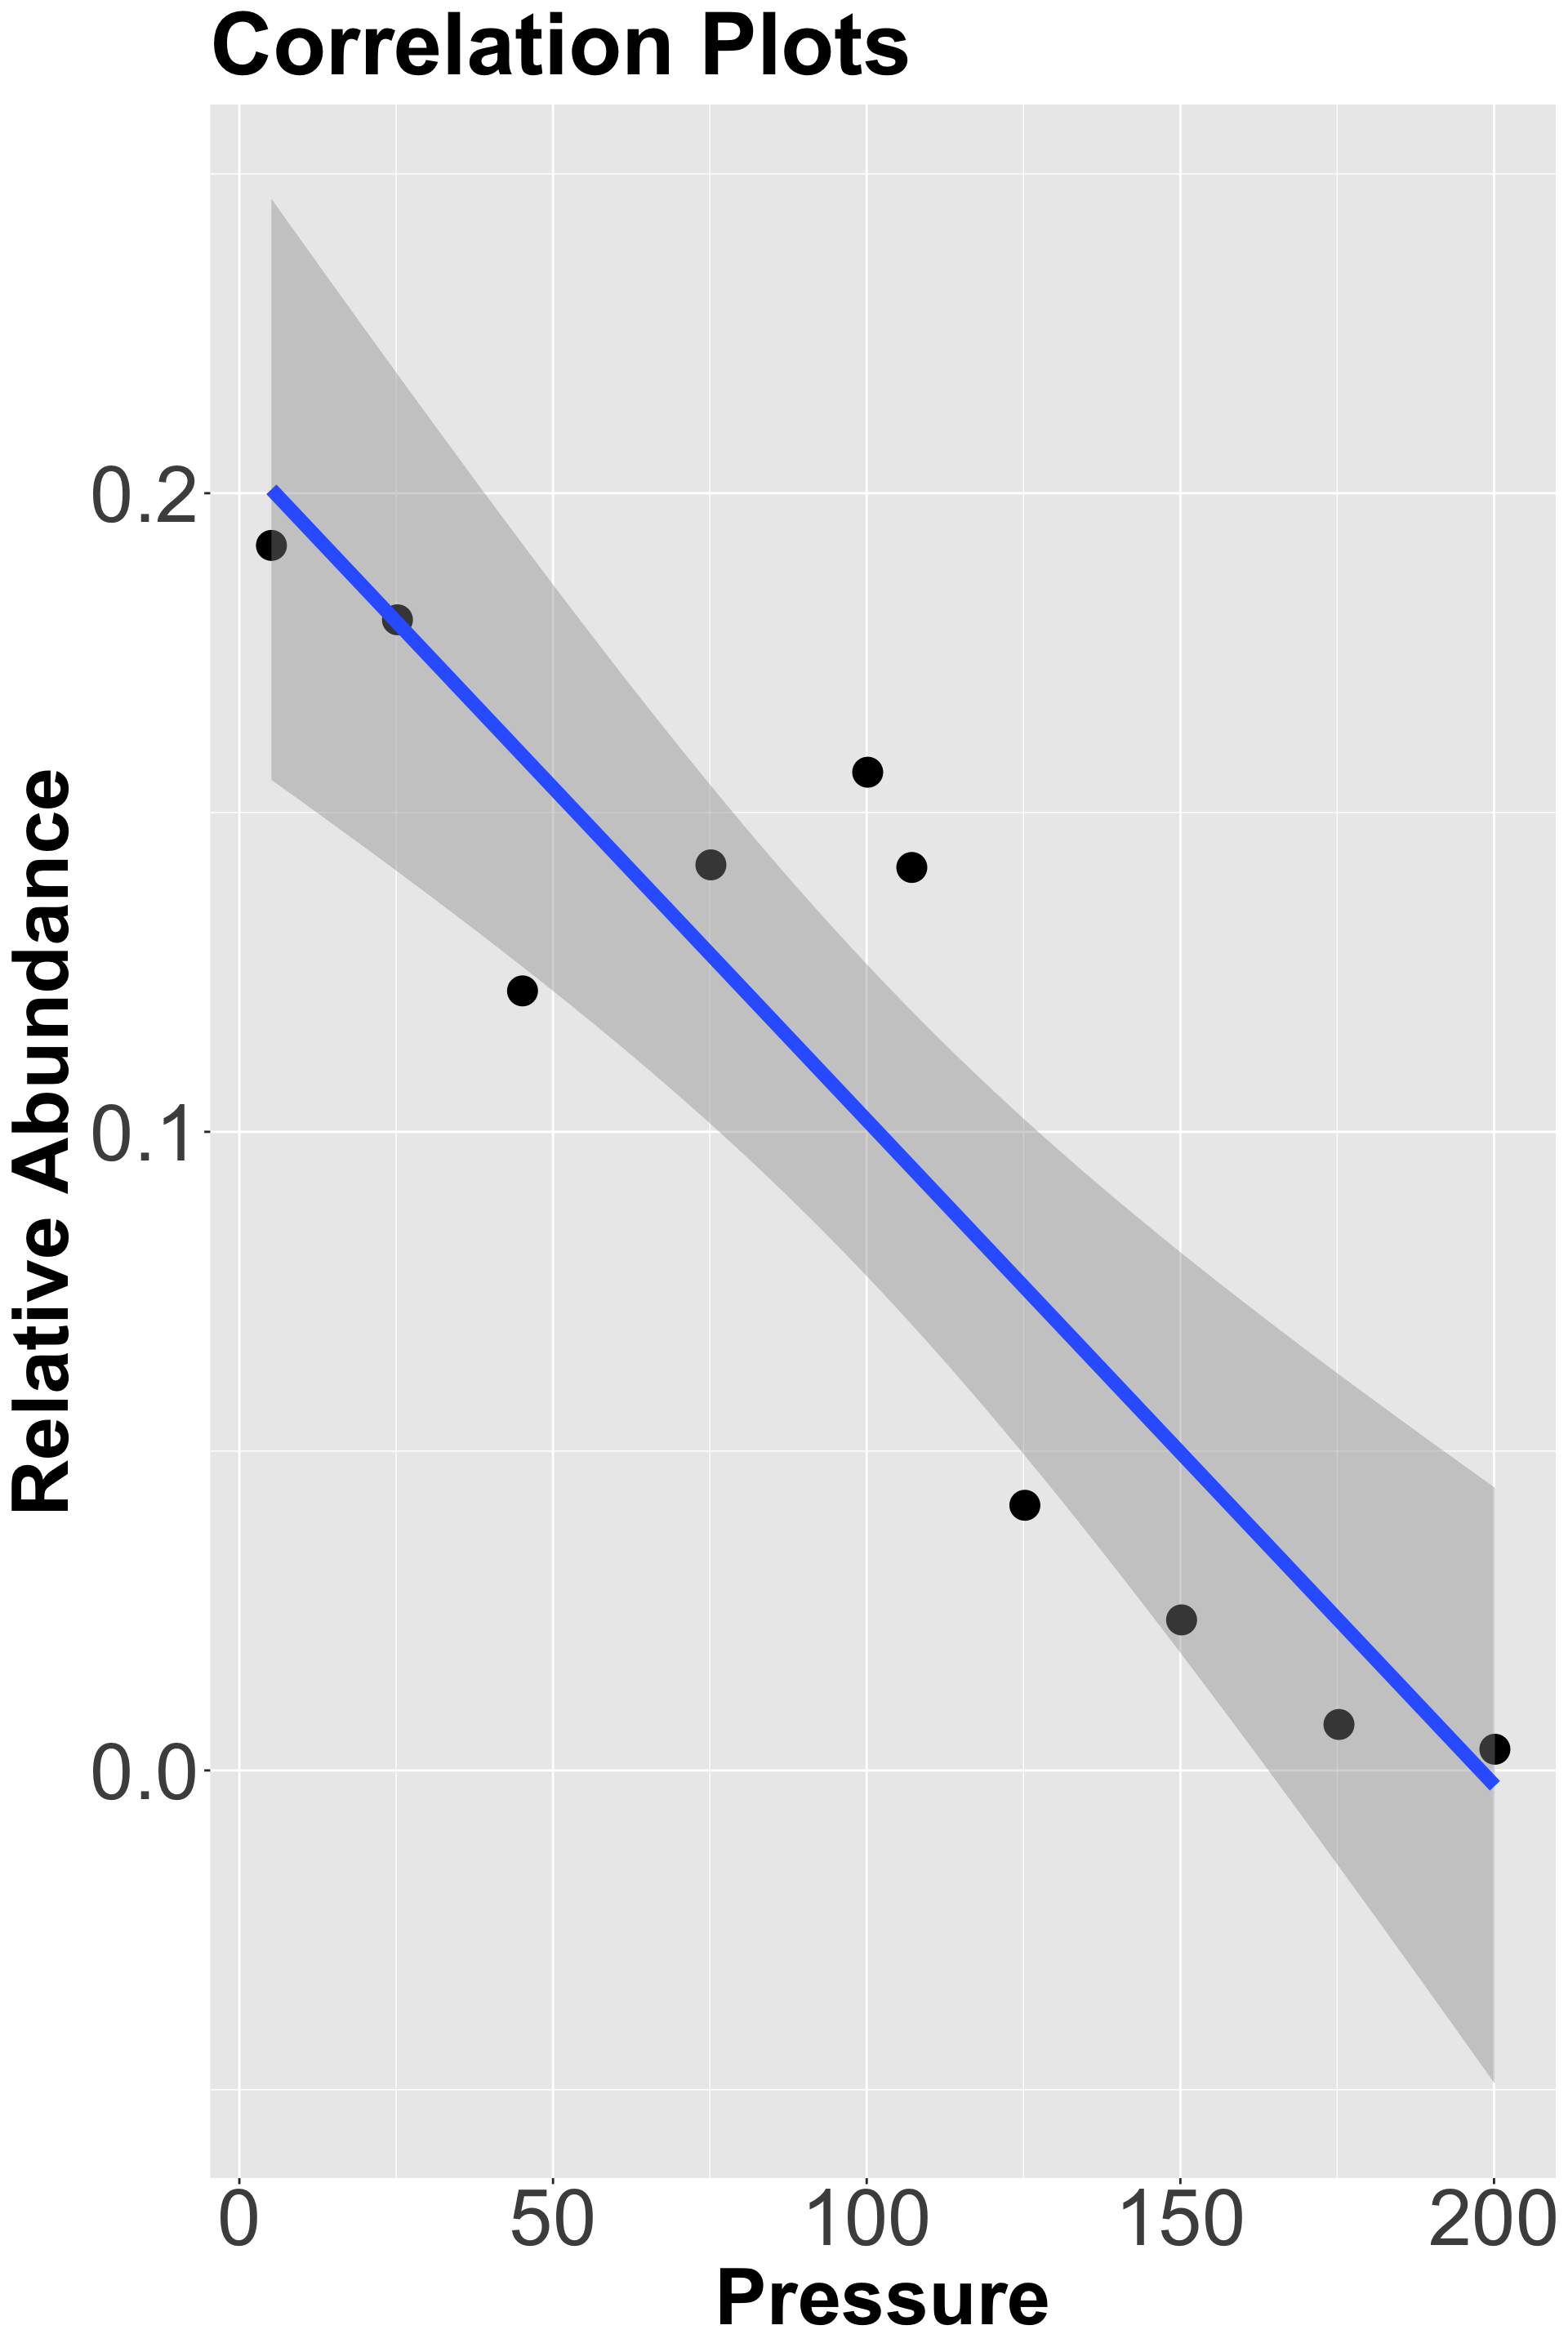 Correlation Plots
Relative Abundance
0.2
0.1
0.0
0 50 100 150 200
Pressure